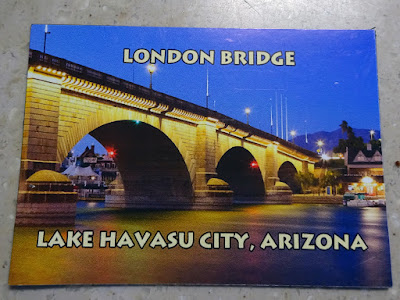 LONDON BRIDGE
LAKE HAVASU CITY, ARIZONA